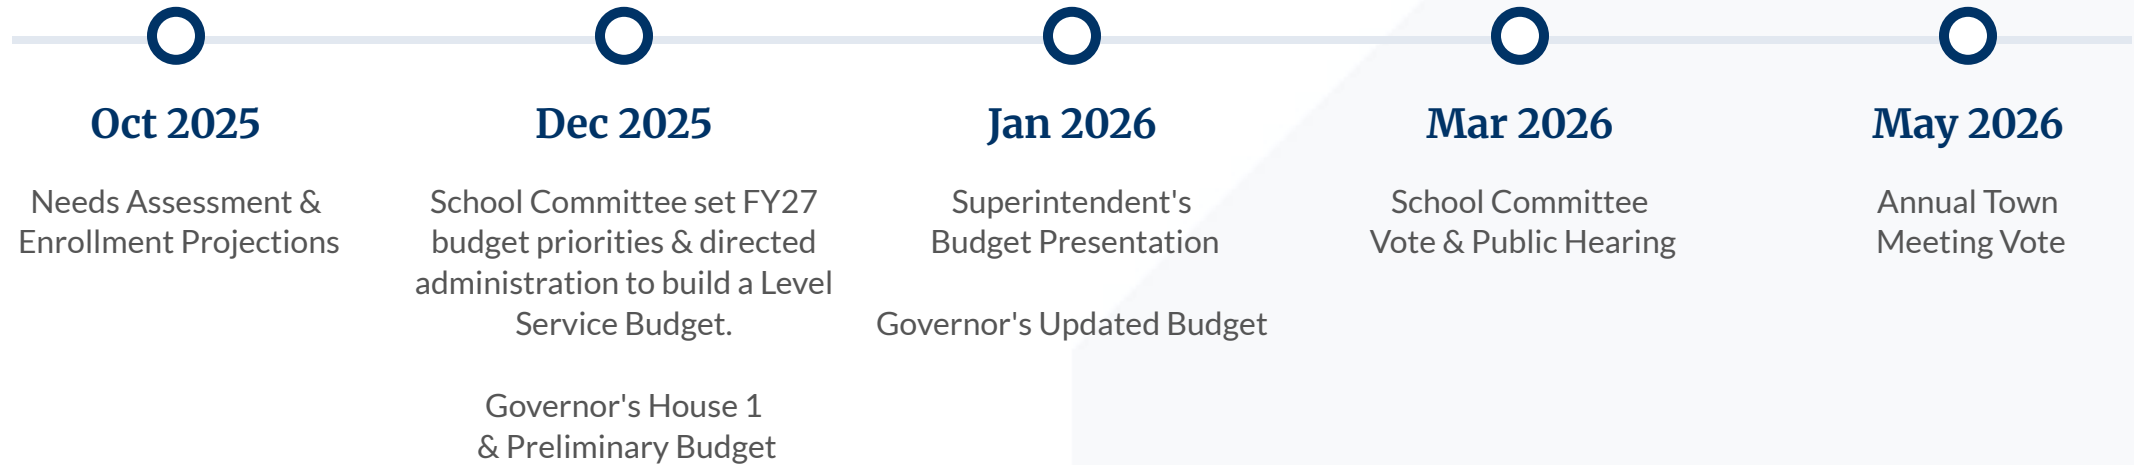 Oct 2025
Needs Assessment &
Enrollment Projections
Dec 2025
School Committee set FY27
budget priorities & directed
administration to build a Level
Service Budget.
Governor's House 1
& Preliminary Budget
Jan 2026
Superintendent's
Budget Presentation
Governor's Updated Budget
Mar 2026
School Committee
Vote & Public Hearing
May 2026
Annual Town
Meeting Vote